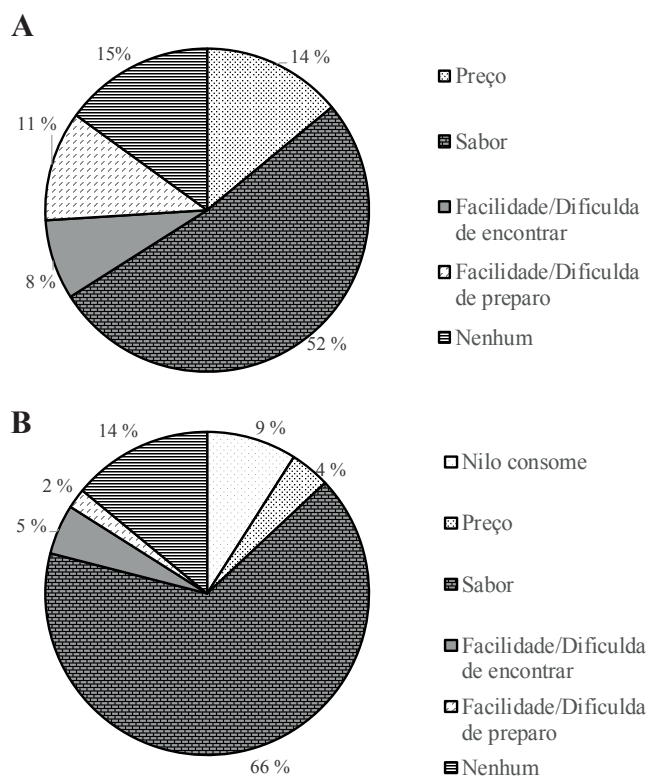 A
15%
14 %
11 %
8 %
52 %
Preço
Sabor
Facilidade/Dificulda
de encontrar
Facilidade/Dificulda
de preparo
Nenhum
B
14 %
9 %
4 %
2 %
5 %
66 %
Nilo consome
Preço
Sabor
Facilidade/Dificulda
de encontrar
Facilidade/Dificulda
de preparo
Nenhum